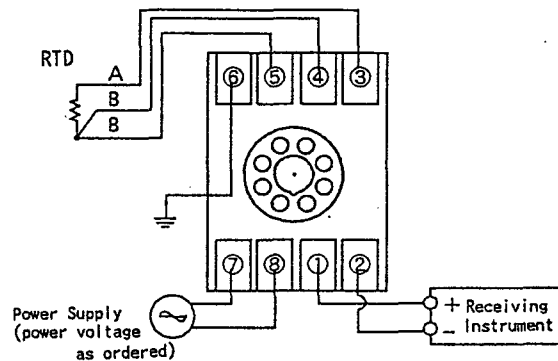 RTD
A
B
B
⑥ ⑤ ④ ③
⑦ ⑧ ① ②
Power Supply
(power voltage
as ordered)
+ Receiving
- Instrument